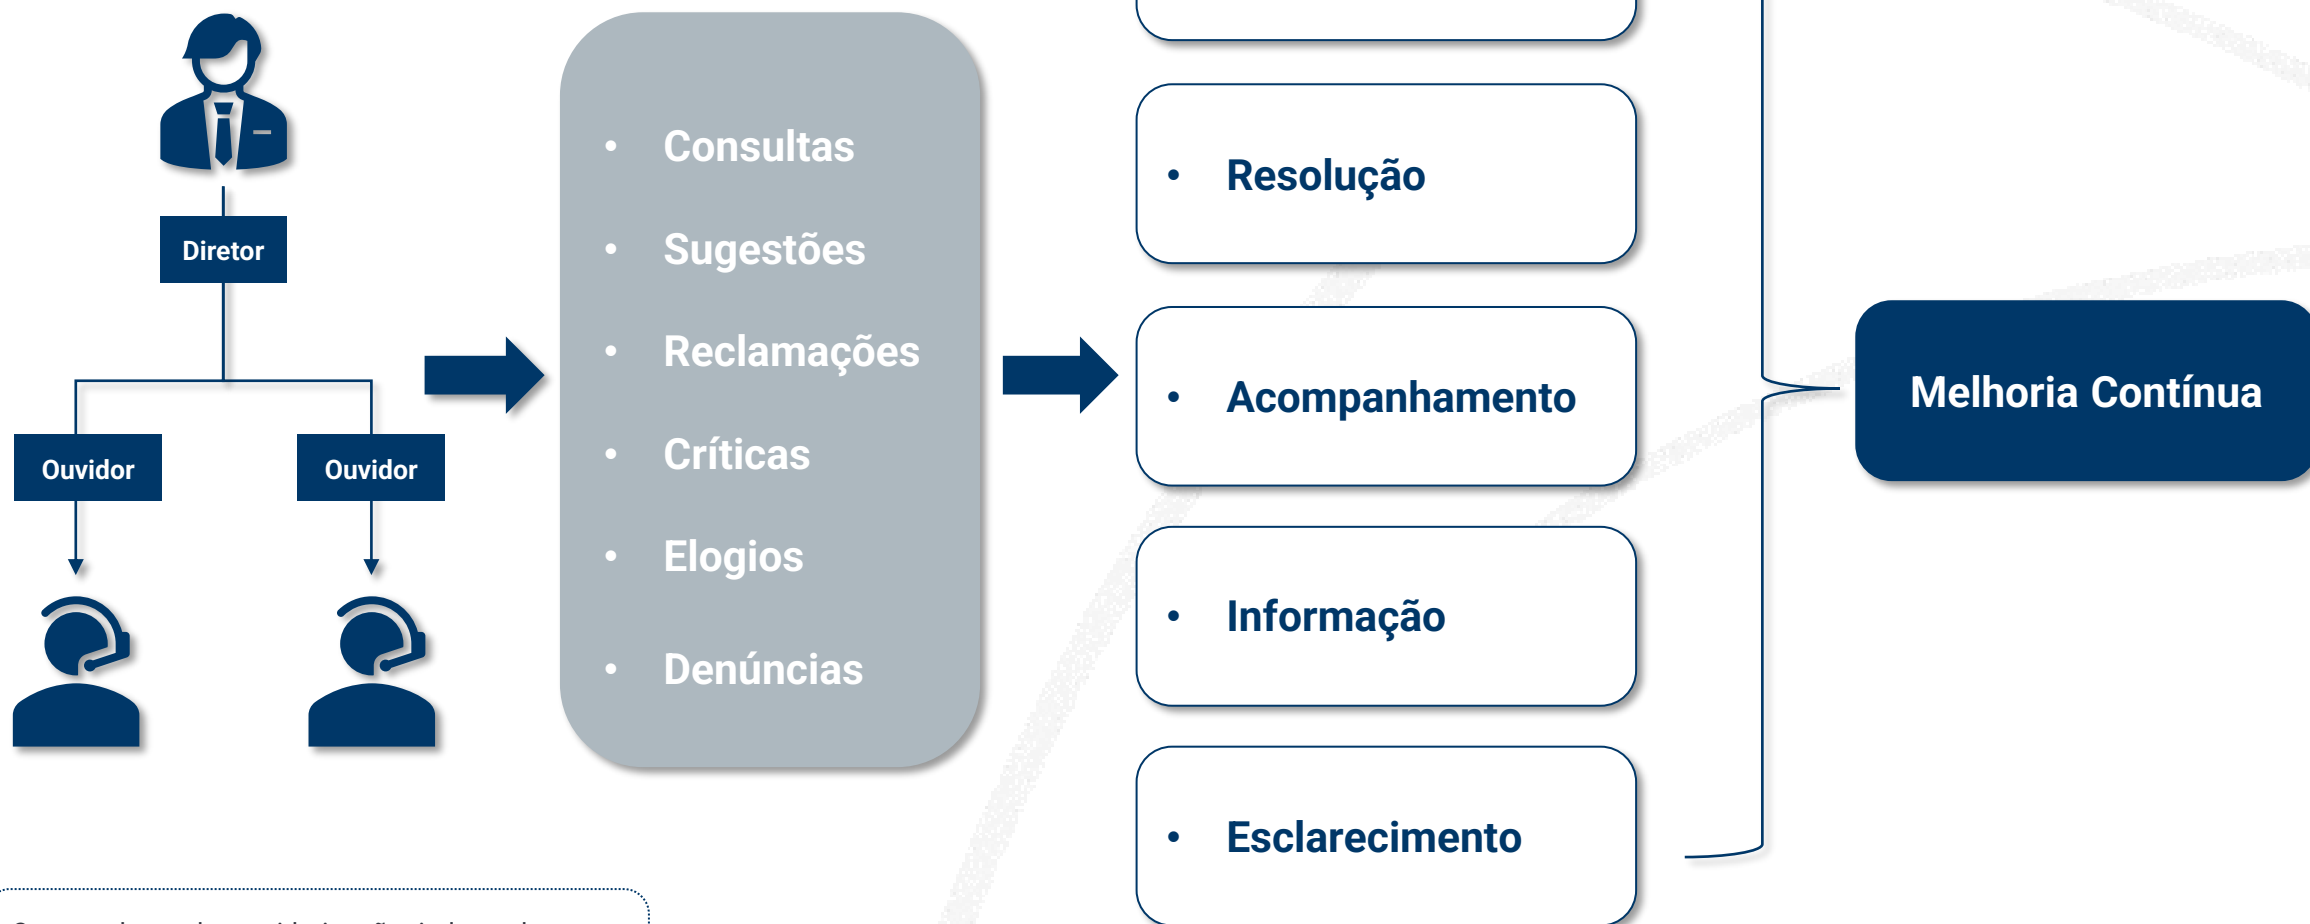 Diretor
Ouvidor
Ouvidor
• Consultas
• Sugestões
• Reclamações
• Críticas
• Elogios
• Denúncias
• Resolução
• Acompanhamento
• Informação
• Esclarecimento
Melhoria Contínua